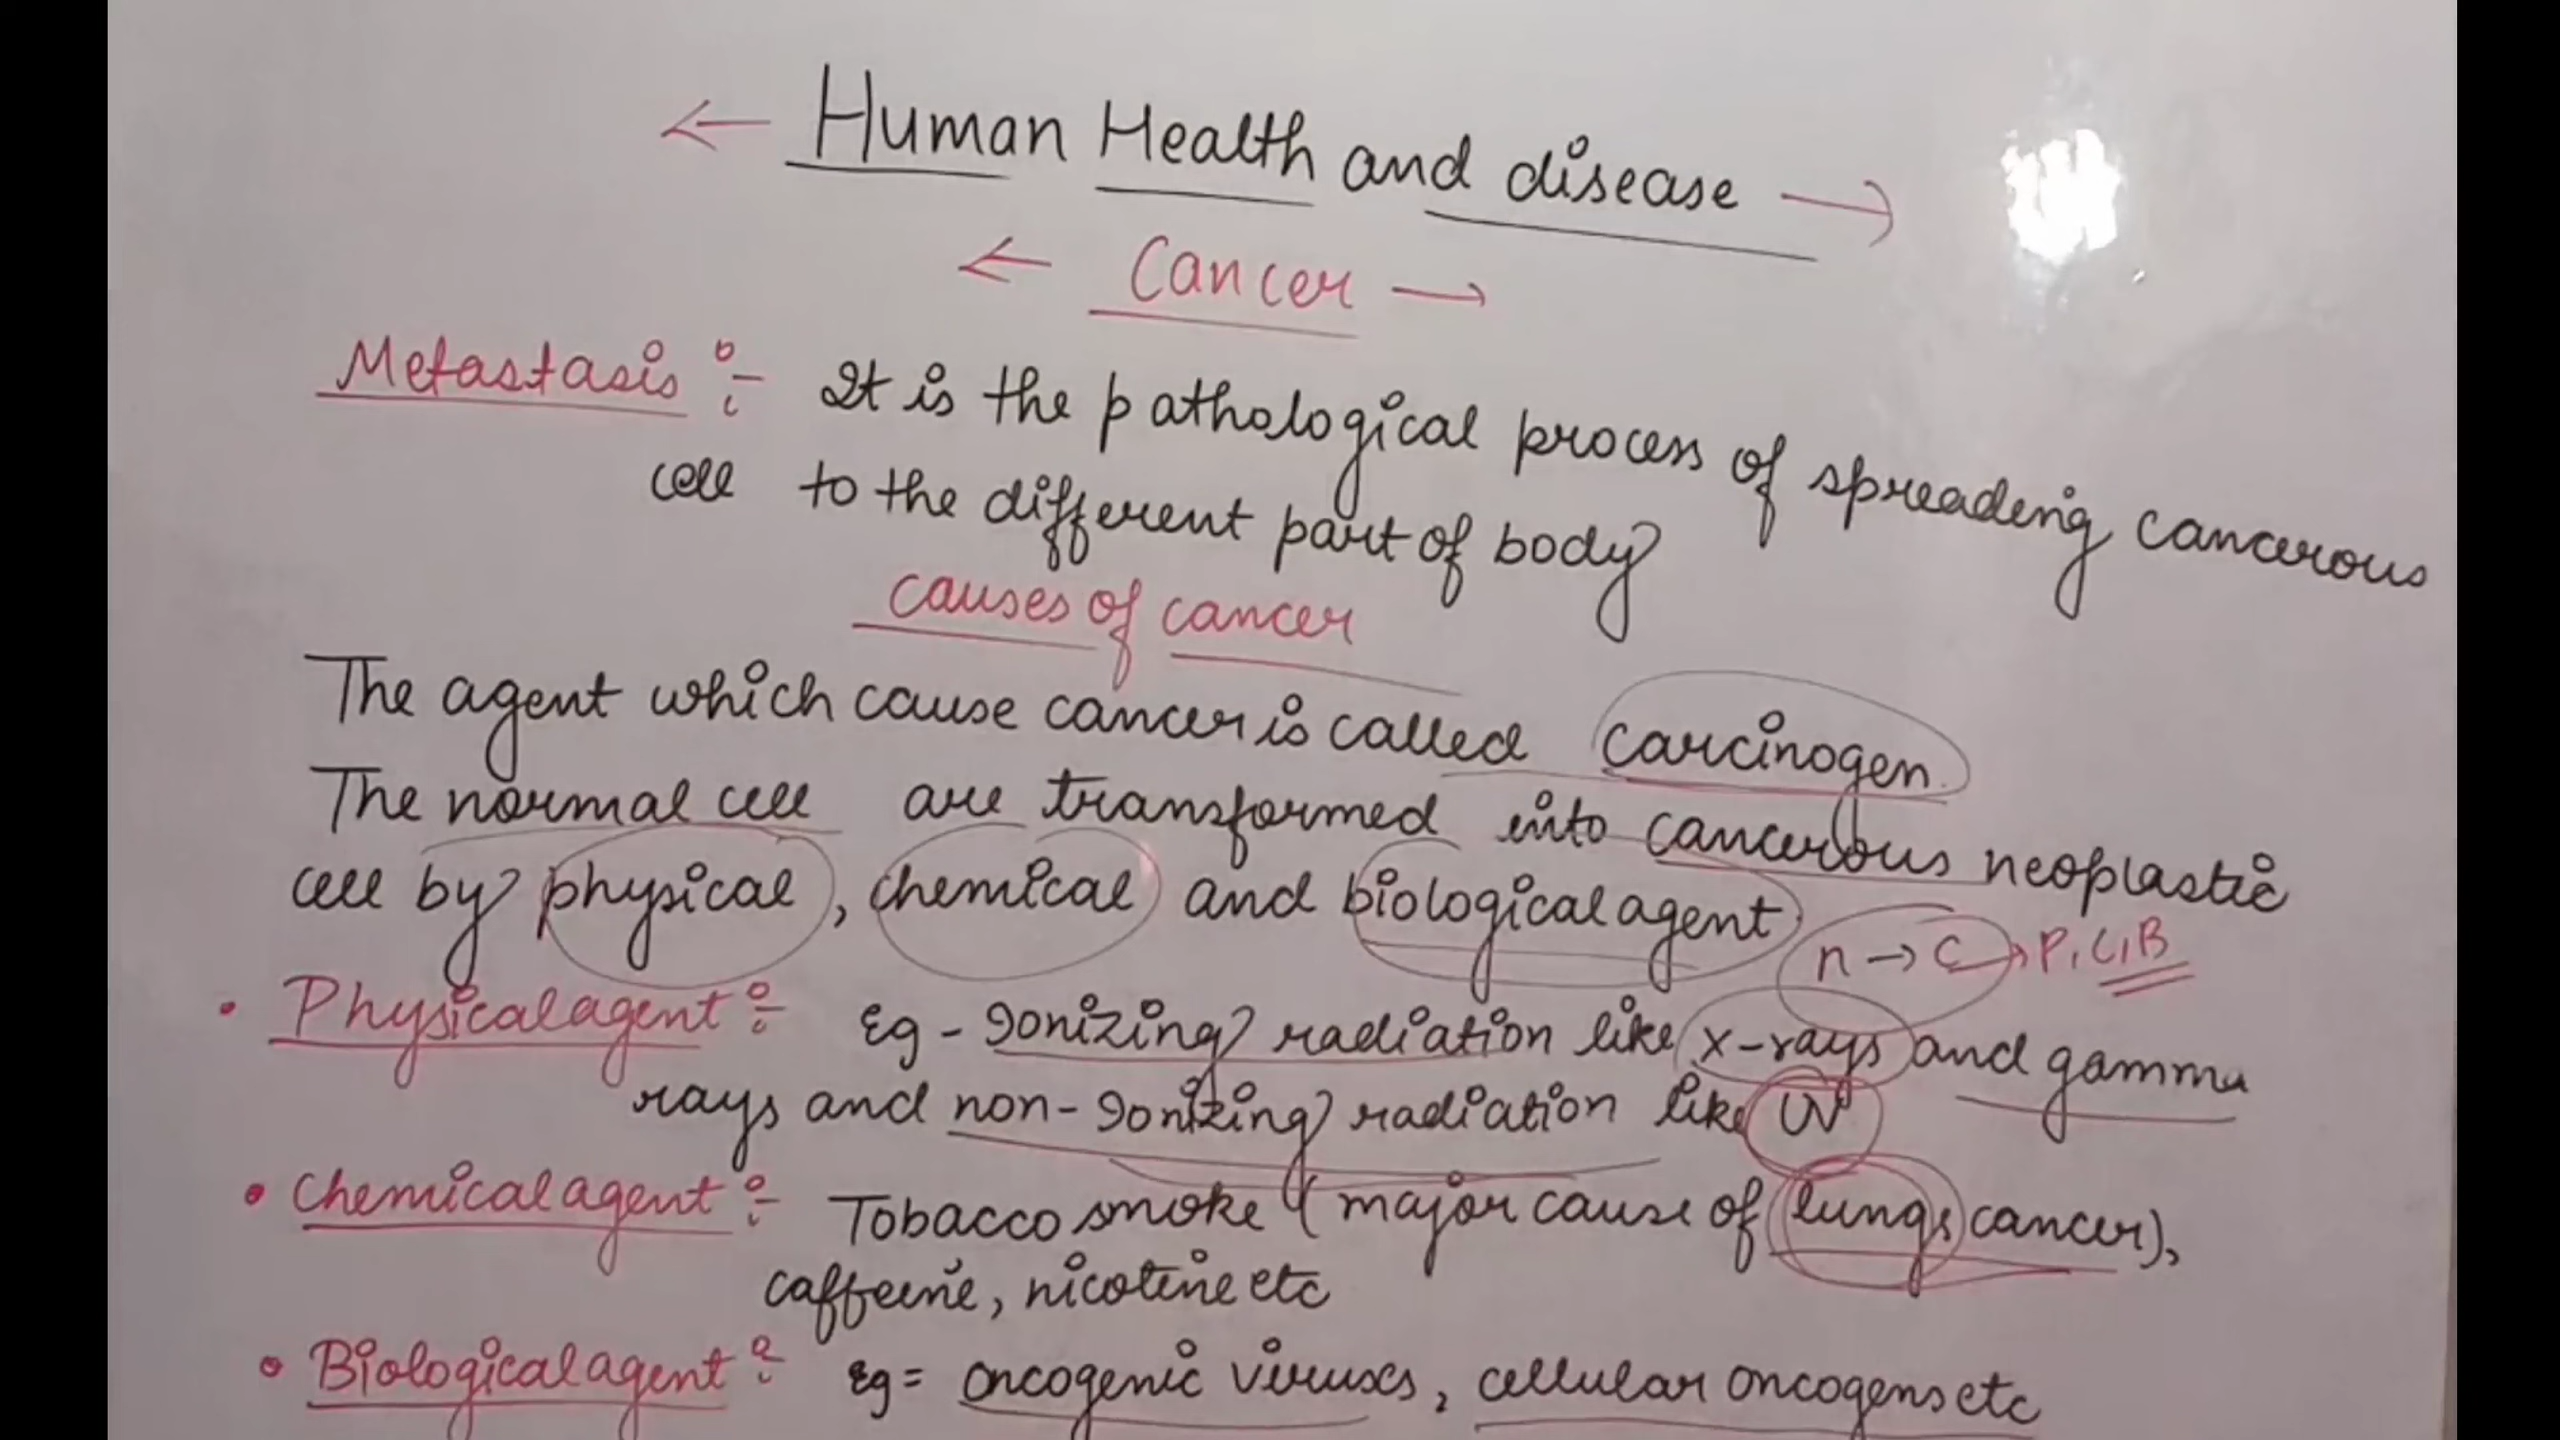 ← Human Health and disease →
← Cancer →
Metastasis :- It is the pathological process of spreading cancerous
cell to the different part of body
causes of cancer
The agent which cause cancer is called carcinogen
The normal cell are transformed into cancerous neoplastic
cell by physical, chemical and biological agent
n → C → P, C, B
• Physical agent :- Eg - Ionizing radiation like x-rays and gamma
rays and non-Ionizing radiation like UV
• Chemical agent :- Tobacco smoke (major cause of lungs cancer),
caffeine, nicotine etc
• Biological agent :- Eg = oncogenic viruses, cellular oncogens etc